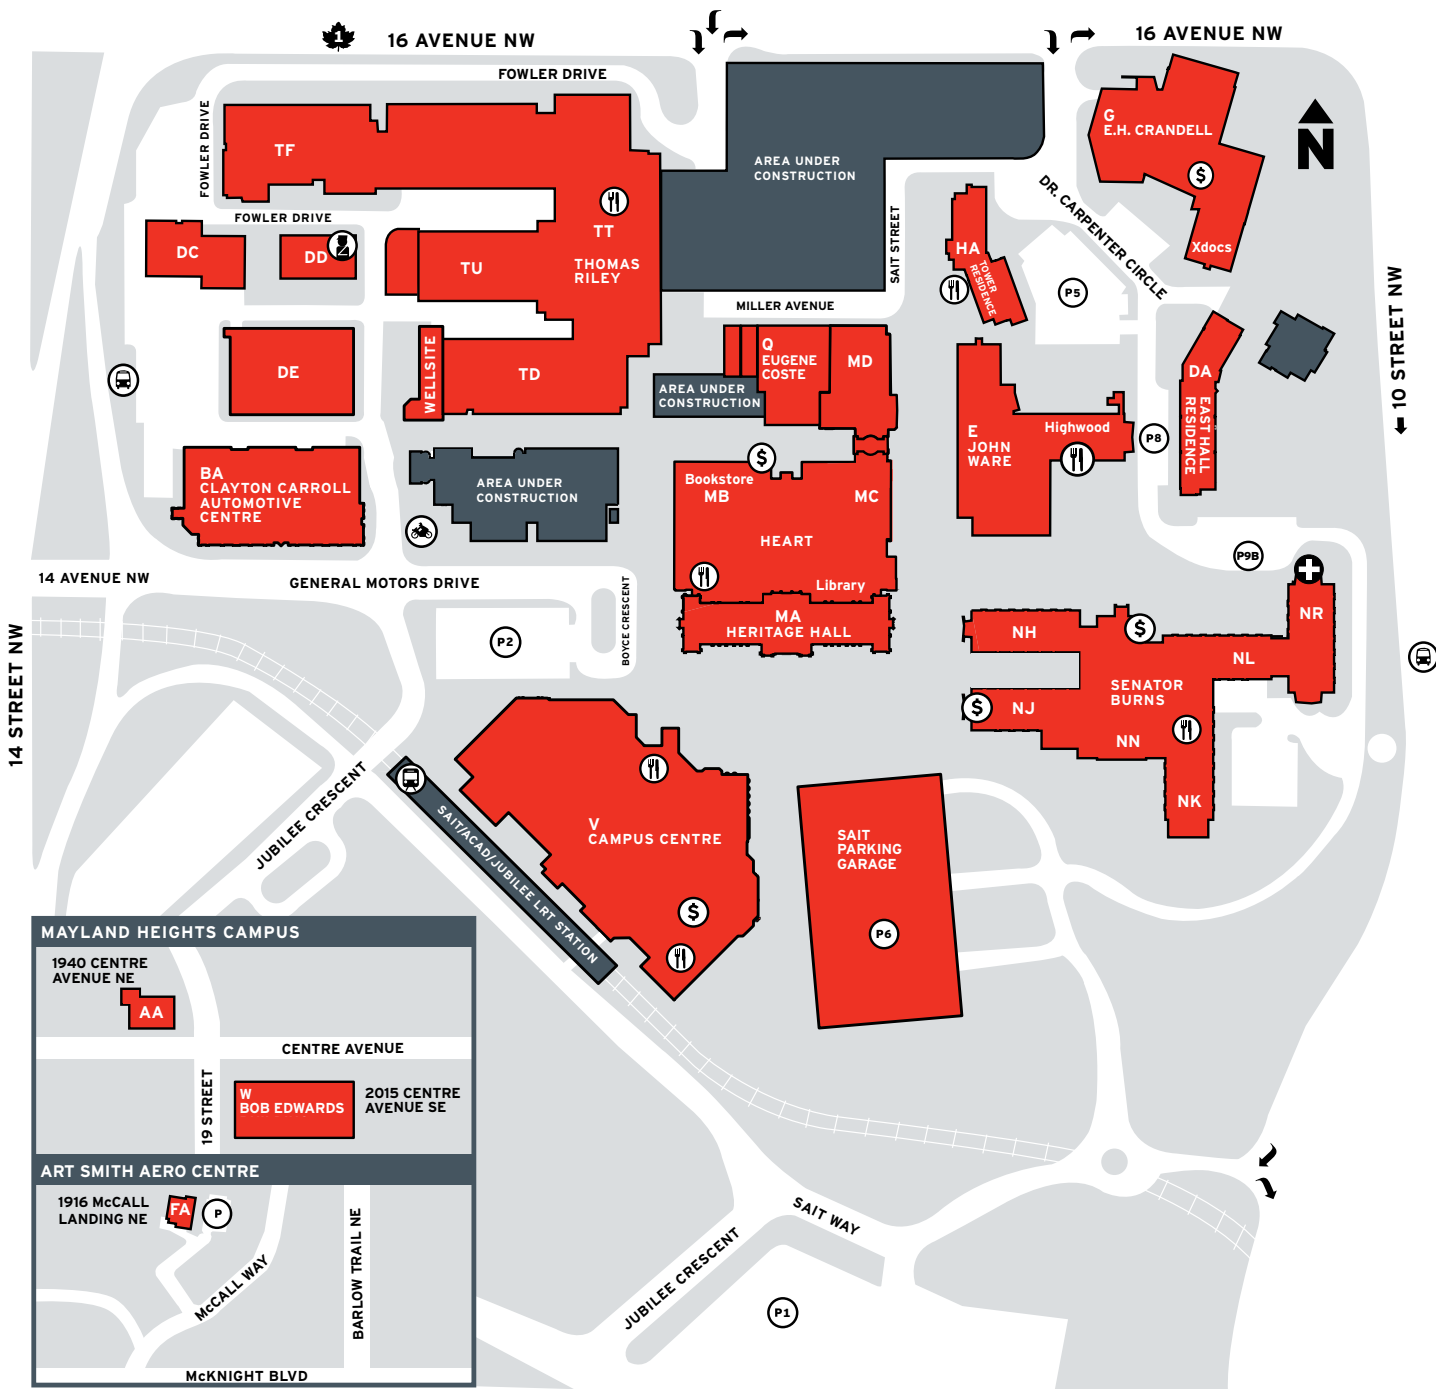 1
16 AVENUE NW
16 AVENUE NW
FOWLER DRIVE
FOWLER DRIVE
FOWLER DRIVE
TF
TT
THOMAS
RILEY
TU
TD
WELLSITE
DC
DD
DE
BA
CLAYTON CARROLL
AUTOMOTIVE
CENTRE
AREA UNDER
CONSTRUCTION
AREA UNDER
CONSTRUCTION
AREA UNDER
CONSTRUCTION
SAIT STREET
MILLER AVENUE
G
E.H. CRANDELL
$
Xdocs
N
DR. CARPENTER CIRCLE
HA
TOWER
RESIDENCE
P5
10 STREET NW
Q
EUGENE
COSTE
MD
$
Bookstore
MB
MC
HEART
Library
MA
HERITAGE HALL
E
JOHN
WARE
Highwood
P8
DA
EAST HALL
RESIDENCE
P9B
14 AVENUE NW
GENERAL MOTORS DRIVE
BOYCE CRESCENT
P2
14 STREET NW
NH
$
NR
NL
SENATOR
BURNS
$
NJ
NN
NK
JUBILEE CRESCENT
SAIT/ACAD/JUBILEE LRT STATION
V
CAMPUS CENTRE
$
SAIT
PARKING
GARAGE
P6
MAYLAND HEIGHTS CAMPUS
1940 CENTRE
AVENUE NE
AA
CENTRE AVENUE
19 STREET
W
BOB EDWARDS
2015 CENTRE
AVENUE SE
ART SMITH AERO CENTRE
1916 McCALL
LANDING NE
FA
P
McCALL WAY
BARLOW TRAIL NE
McKNIGHT BLVD
SAIT WAY
JUBILEE CRESCENT
P1